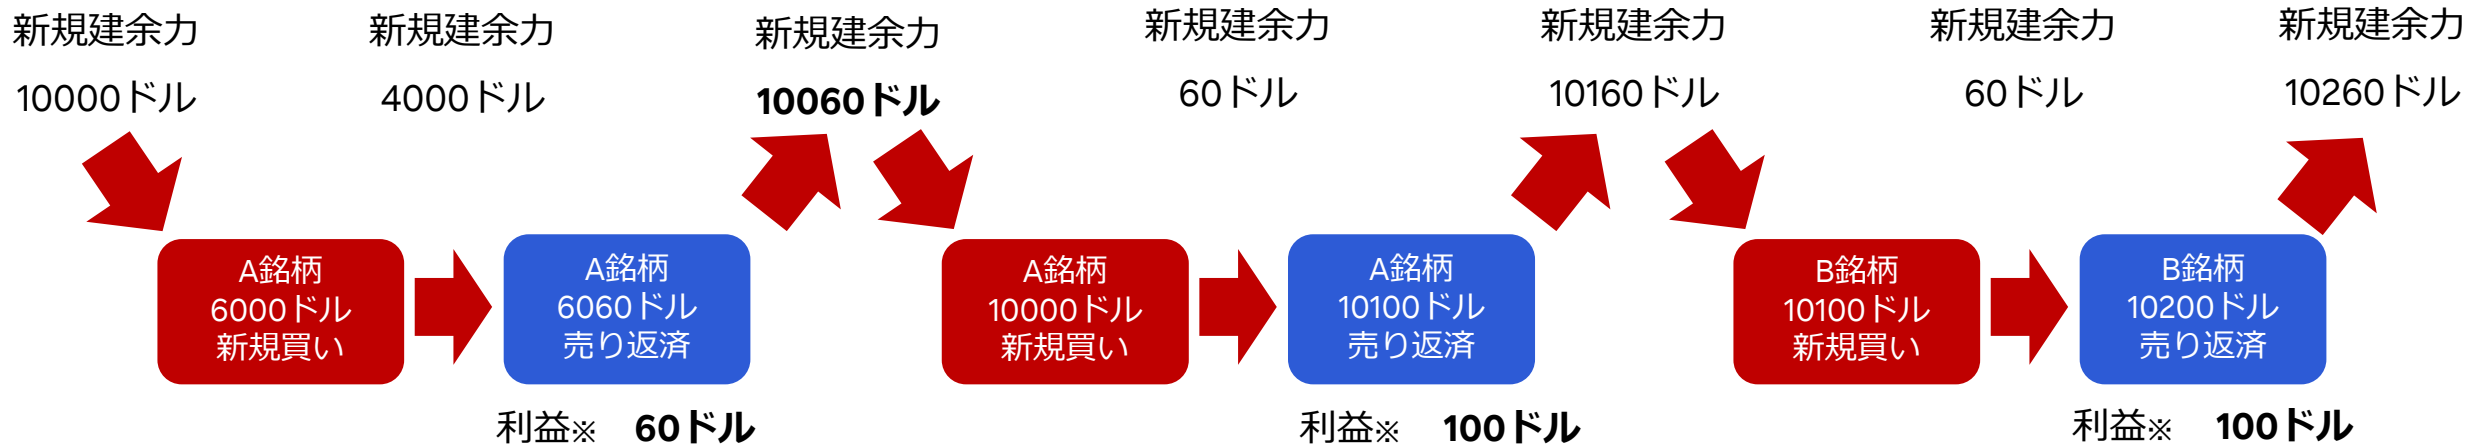 新規建余力
10000ドル
新規建余力
4000ドル
新規建余力
10060ドル
新規建余力
60ドル
新規建余力
10160ドル
新規建余力
60ドル
新規建余力
10260ドル
A銘柄
6000ドル
新規買い
A銘柄
6060ドル
売り返済
A銘柄
10000ドル
新規買い
A銘柄
10100ドル
売り返済
B銘柄
10100ドル
新規買い
B銘柄
10200ドル
売り返済
利益※ 60ドル
利益※ 100ドル
利益※ 100ドル